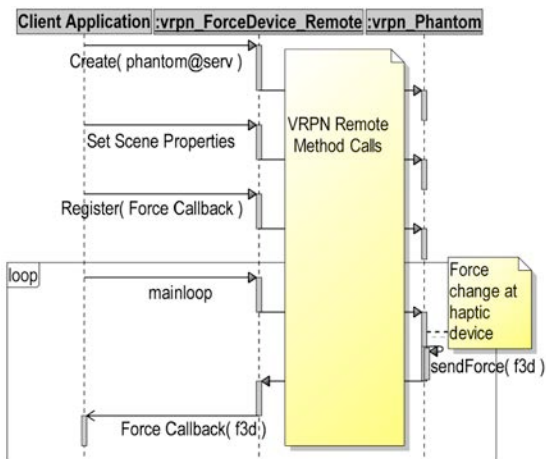 Client Application :vrpn_ForceDevice_Remote :vrpn_Phantom
Create( phantom@serv )
VRPN Remote
Method Calls
Set Scene Properties
Register( Force Callback )
loop
mainloop
Force
change at
haptic
device
sendForce( f3d )
Force Callback( f3d )